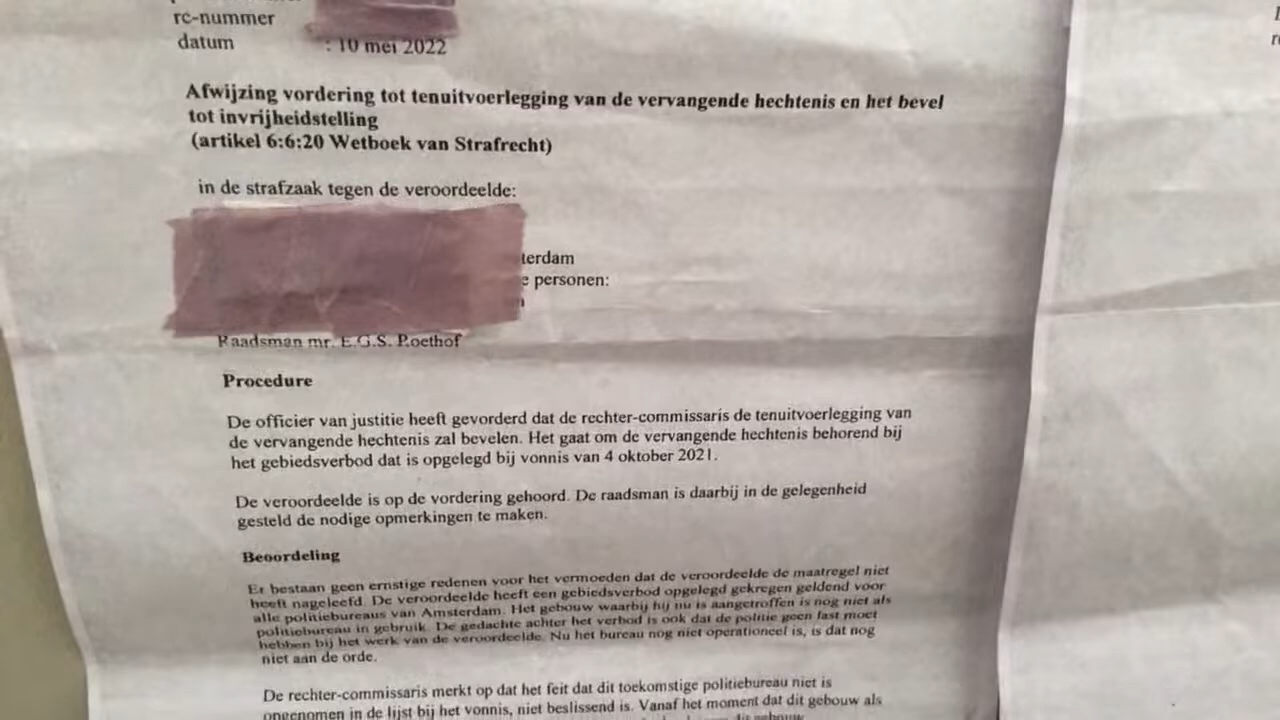 rc-nummer
datum : 10 mei 2022
Afwijzing vordering tot tenuitvoerlegging van de vervangende hechtenis en het bevel
tot invrijheidstelling
(artikel 6:6:20 Wetboek van Strafrecht)
in de strafzaak tegen de veroordeelde:
terdam
e personen:
Raadsman mr. E.G.S. Roethof
Procedure
De officier van justitie heeft gevorderd dat de rechter-commissaris de tenuitvoerlegging van
de vervangende hechtenis zal bevelen. Het gaat om de vervangende hechtenis behorend bij
het gebiedsverbod dat is opgelegd bij vonnis van 4 oktober 2021.
De veroordeelde is op de vordering gehoord. De raadsman is daarbij in de gelegenheid
gesteld de nodige opmerkingen te maken.
Beoordeling
Er bestaan geen ernstige redenen voor het vermoeden dat de veroordeelde de maatregel niet
heeft nageleefd. De veroordeelde heeft een gebiedsverbod opgelegd gekregen geldend voor
alle politiebureaus van Amsterdam. Het gebouw waarbij hij nu is aangetroffen is nog niet als
politiebureau in gebruik. De gedachte achter het verbod is ook dat de politie geen last moet
hebben bij het werk van de veroordeelde. Nu het bureau nog niet operationeel is, is dat nog
niet aan de orde.
De rechter-commissaris merkt op dat het feit dat dit toekomstige politiebureau niet is
opgenomen in de lijst bij het vonnis, niet beslissend is. Vanaf het moment dat dit gebouw als